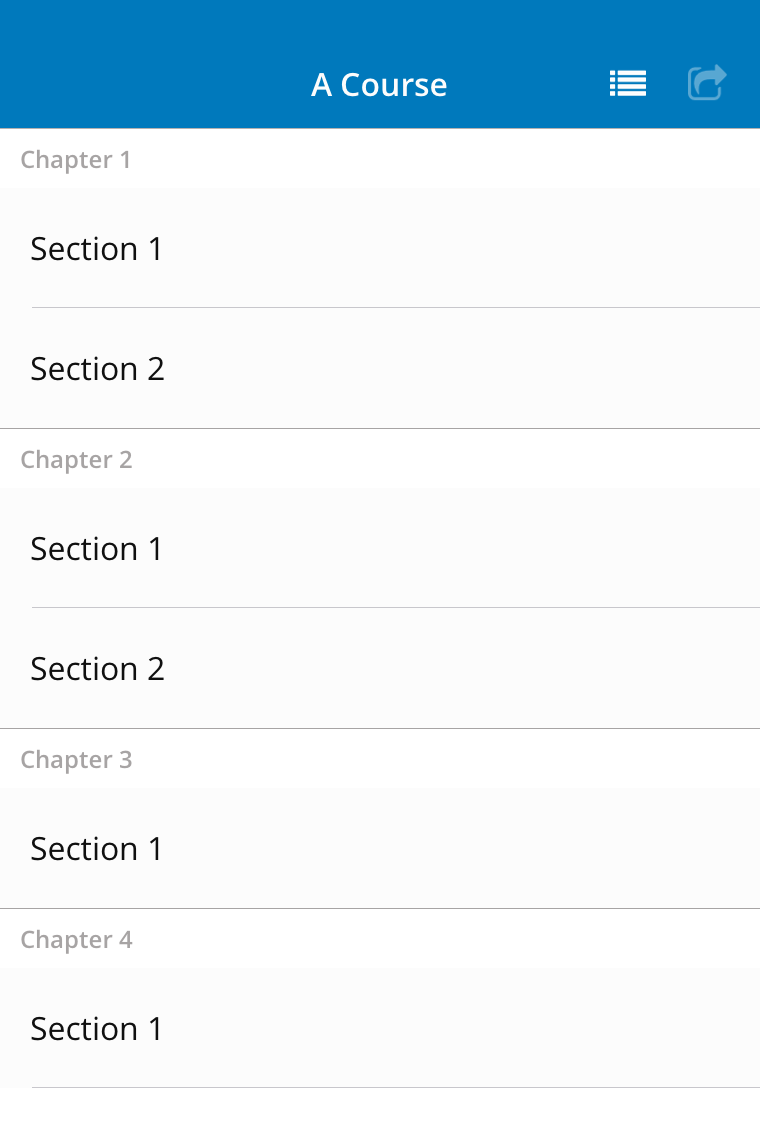 A Course
Chapter 1
Section 1
Section 2
Chapter 2
Section 1
Section 2
Chapter 3
Section 1
Chapter 4
Section 1